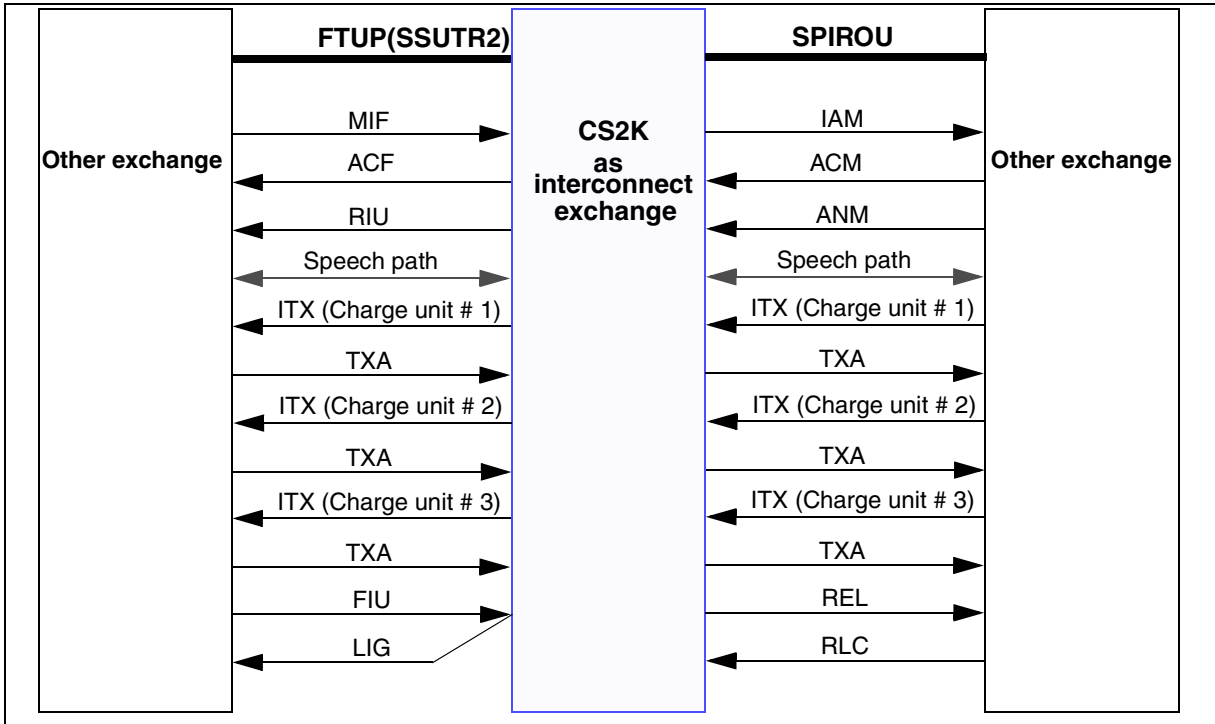 FTUP(SSUTR2)
SPIROU
Other exchange
CS2K
as
interconnect
exchange
Other exchange
MIF
IAM
ACF
ACM
RIU
ANM
Speech path
Speech path
ITX (Charge unit # 1)
ITX (Charge unit # 1)
TXA
TXA
ITX (Charge unit # 2)
ITX (Charge unit # 2)
TXA
TXA
ITX (Charge unit # 3)
ITX (Charge unit # 3)
TXA
TXA
FIU
REL
LIG
RLC